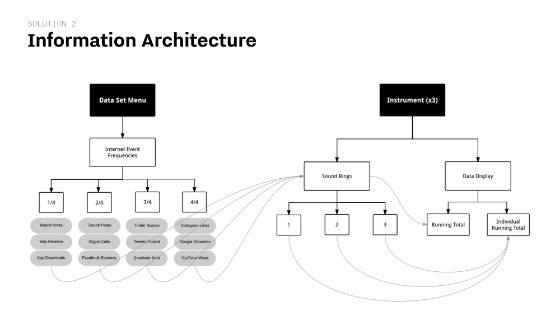 SOLUTION 2
Information Architecture
Data Set Menu
Instrument (x3)
Internet Event
Frequencies
Sound Rings
Data Display
1/4
2/4
3/4
4/4
1
2
3
Running Total
Individual
Running Total
Reddit Votes
Tumblr Posts
Tinder Swipes
Instagram Likes
Yelp Reviews
Skype Calls
Tweets Posted
Google Searches
App Downloads
Facebook Statuses
Snapchats Sent
YouTube Views